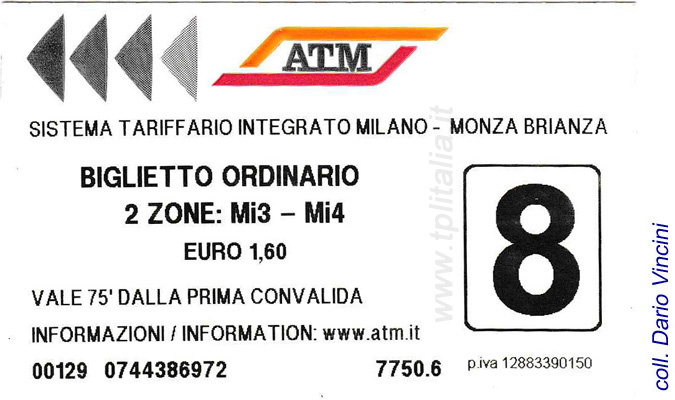 ATM
SISTEMA TARIFFARIO INTEGRATO MILANO - MONZA BRIANZA
BIGLIETTO ORDINARIO
2 ZONE: Mi3 – Mi4
EURO 1,60
8
VALE 75' DALLA PRIMA CONVALIDA
INFORMAZIONI / INFORMATION: www.atm.it
00129 0744386972 7750.6
p.iva 12883390150
www.tplitalia.it
coll. Dario Vincini